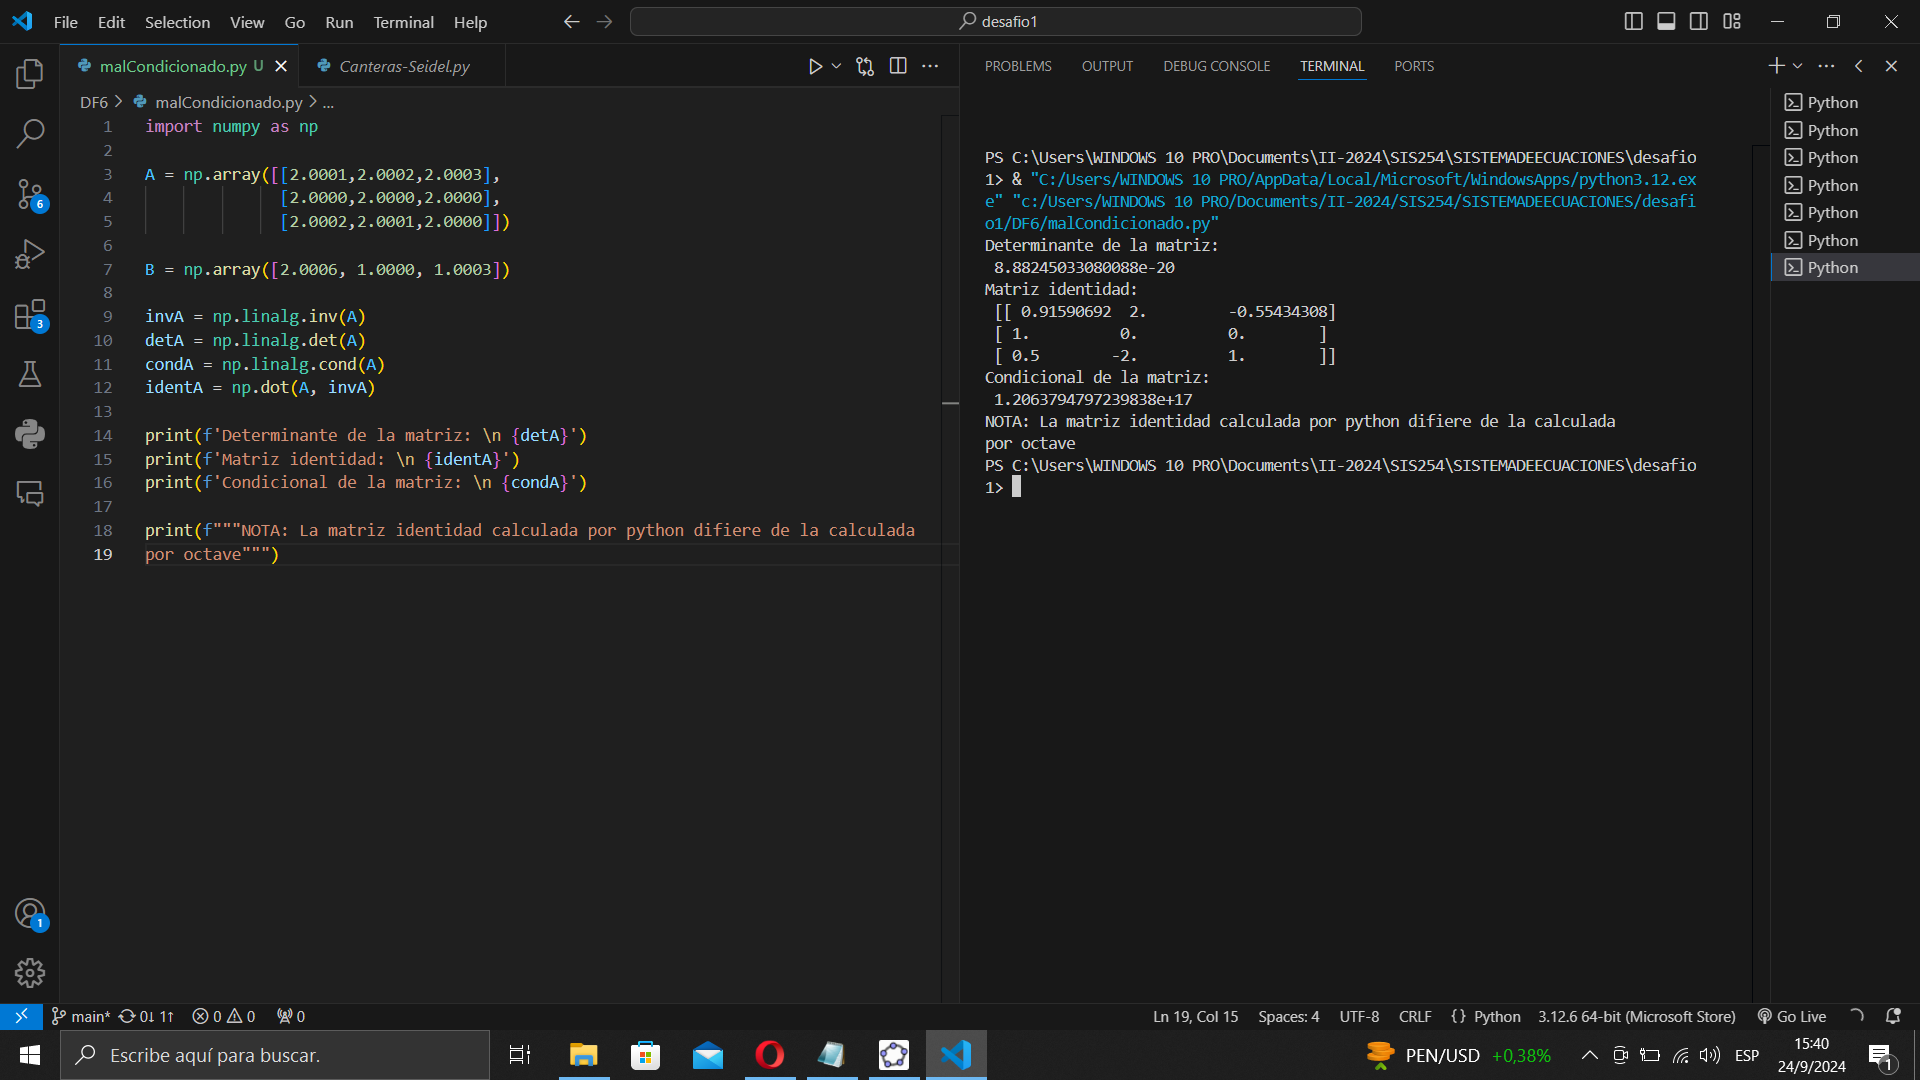 File Edit Selection View Go Run Terminal Help
desafio1
malCondicionado.py U
Canteras-Seidel.py
DF6 > malCondicionado.py > ...
1 import numpy as np
2
3 A = np.array([[2.0001,2.0002,2.0003],
4 [2.0000,2.0000,2.0000],
5 [2.0002,2.0001,2.0000]])
6
7 B = np.array([2.0006, 1.0000, 1.0003])
8
9 invA = np.linalg.inv(A)
10 detA = np.linalg.det(A)
11 condA = np.linalg.cond(A)
12 identA = np.dot(A, invA)
13
14 print(f'Determinante de la matriz: \n {detA}')
15 print(f'Matriz identidad: \n {identA}')
16 print(f'Condicional de la matriz: \n {condA}')
17
18 print(f"""NOTA: La matriz identidad calculada por python difiere de la calculada
19 por octave""")
PROBLEMS OUTPUT DEBUG CONSOLE TERMINAL PORTS
PS C:\Users\WINDOWS 10 PRO\Documents\II-2024\SIS254\SISTEMADEECUACIONES\desafio
1> & "C:/Users/WINDOWS 10 PRO/AppData/Local/Microsoft/WindowsApps/python3.12.ex
e" "c:/Users/WINDOWS 10 PRO/Documents/II-2024/SIS254/SISTEMADEECUACIONES/desafi
o1/DF6/malCondicionado.py"
Determinante de la matriz:
8.88245033080088e-20
Matriz identidad:
[[ 0.91590692 2. -0.55434308]
[ 1. 0. 0. ]
[ 0.5 -2. 1. ]]
Condicional de la matriz:
1.2063794797239838e+17
NOTA: La matriz identidad calculada por python difiere de la calculada
por octave
PS C:\Users\WINDOWS 10 PRO\Documents\II-2024\SIS254\SISTEMADEECUACIONES\desafio
1>
Python
Python
Python
Python
Python
Python
Python
6
3
1
main* 0↓ 1↑ 0 0 0
Ln 19, Col 15 Spaces: 4 UTF-8 CRLF {} Python 3.12.6 64-bit (Microsoft Store) Go Live
Escribe aquí para buscar.
PEN/USD +0,38%
ESP
15:40
24/9/2024
1